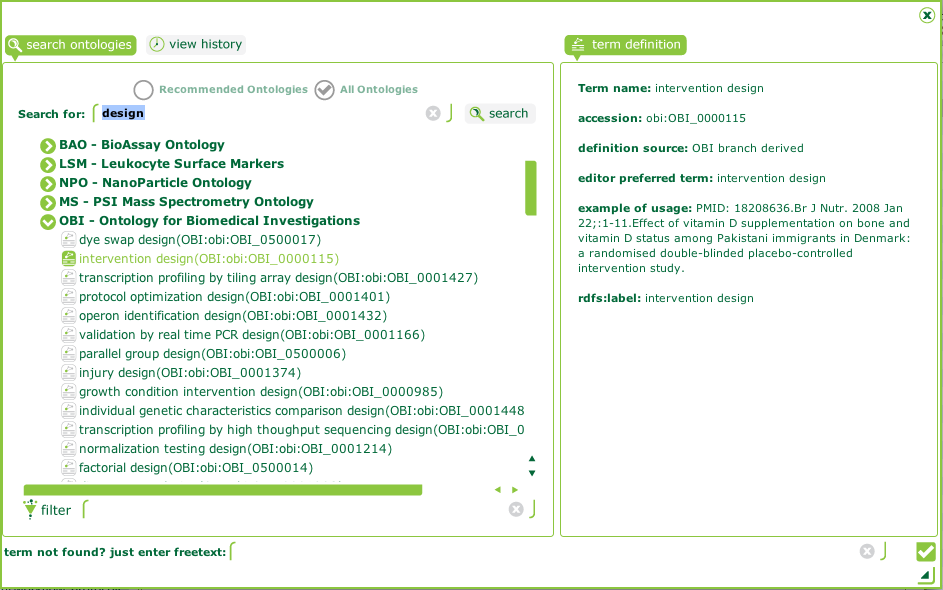 search ontologies
view history
term definition
Recommended Ontologies
All Ontologies
Search for:
design
search
BAO - BioAssay Ontology
LSM - Leukocyte Surface Markers
NPO - NanoParticle Ontology
MS - PSI Mass Spectrometry Ontology
OBI - Ontology for Biomedical Investigations
dye swap design(OBI:obi:OBI_0500017)
intervention design(OBI:obi:OBI_0000115)
transcription profiling by tiling array design(OBI:obi:OBI_0001427)
protocol optimization design(OBI:obi:OBI_0001401)
operon identification design(OBI:obi:OBI_0001432)
validation by real time PCR design(OBI:obi:OBI_0001166)
parallel group design(OBI:obi:OBI_0500006)
injury design(OBI:obi:OBI_0001374)
growth condition intervention design(OBI:obi:OBI_0000985)
individual genetic characteristics comparison design(OBI:obi:OBI_0001448
transcription profiling by high thoughput sequencing design(OBI:obi:OBI_0
normalization testing design(OBI:obi:OBI_0001214)
factorial design(OBI:obi:OBI_0500014)
filter
Term name: intervention design
accession: obi:OBI_0000115
definition source: OBI branch derived
editor preferred term: intervention design
example of usage: PMID: 18208636.Br J Nutr. 2008 Jan
22;:1-11.Effect of vitamin D supplementation on bone and
vitamin D status among Pakistani immigrants in Denmark:
a randomised double-blinded placebo-controlled
intervention study.
rdfs:label: intervention design
term not found? just enter freetext: